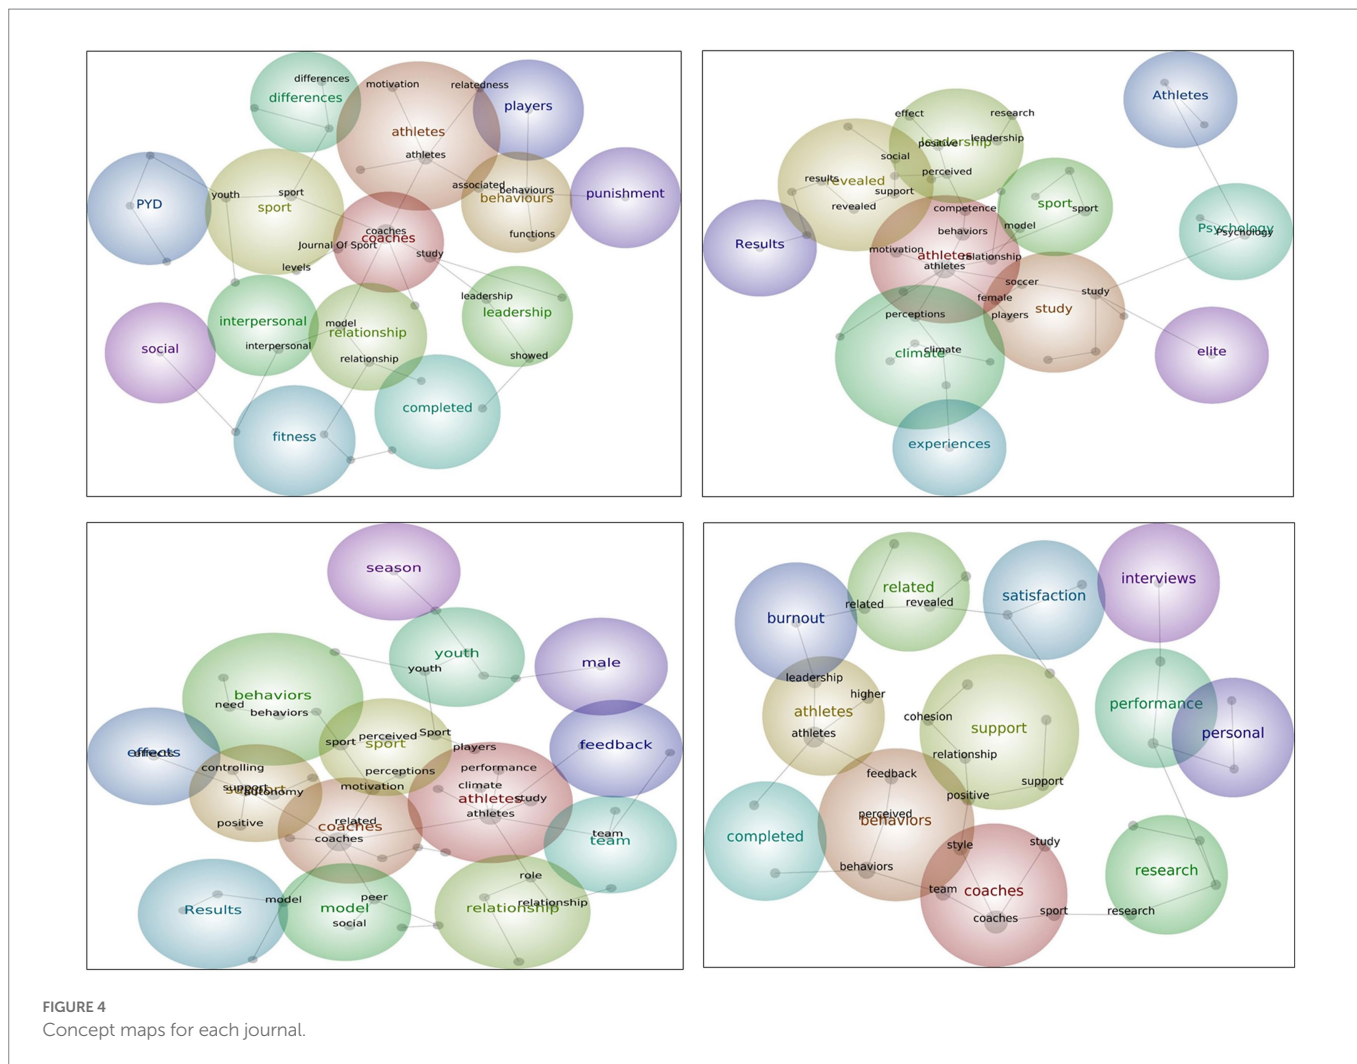 differences
motivation
relatedness
differences
players
athletes
athletes
associated
behaviours
youth
sport
punishment
PYD
sport
behaviours
coaches
coaches
functions
Journal Of Sport
study
levels
leadership
leadership
interpersonal
model
relationship
social
interpersonal
relationship
showed
completed
fitness
Athletes
effect
research
leadership
positive
leadership
social
results
revealed
perceived
support
sport
revealed
competence
sport
model
Psychology
Psychology
behaviors
Results
motivation
athletes
relationship
athletes
soccer
study
female
study
perceptions
players
climate
climate
elite
experiences
season
youth
youth
male
behaviors
need
behaviors
sport
perceived
sport
Sport
players
feedback
effects
effects
controlling
perceptions
performance
support
support
autonomy
motivation
climate
athletes
study
positive
related
coaches
coaches
athletes
team
team
role
Results
model
peer
model
social
relationship
relationship
interviews
related
satisfaction
related
revealed
burnout
leadership
higher
athletes
cohesion
support
performance
personal
athletes
relationship
feedback
support
positive
perceived
behaviors
completed
style
study
behaviors
research
team
coaches
coaches
sport
research
FIGURE 4
Concept maps for each journal.